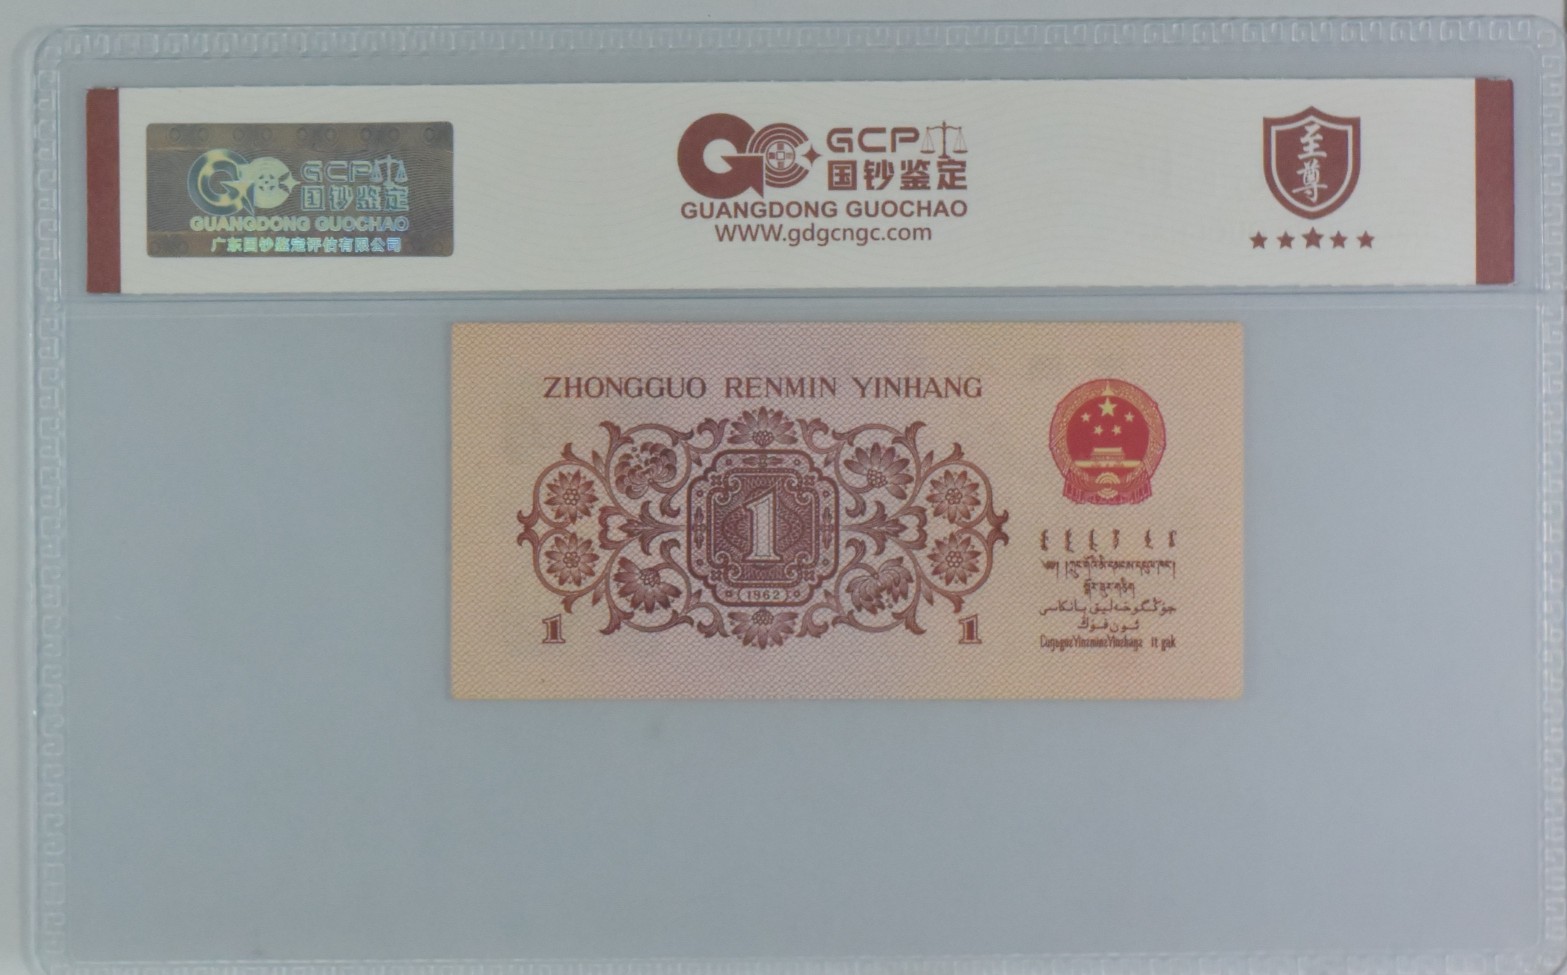 GCP
国钞鉴定
GUANGDONG GUOCHAO
广东国钞鉴定评估有限公司
GCP
国钞鉴定
GUANGDONG GUOCHAO
WWW.gdgcngc.com
至尊
ZHONGGUO RENMIN YINHANG
1
1962
1 1
جۇڭگوخەلىق بانكاسى